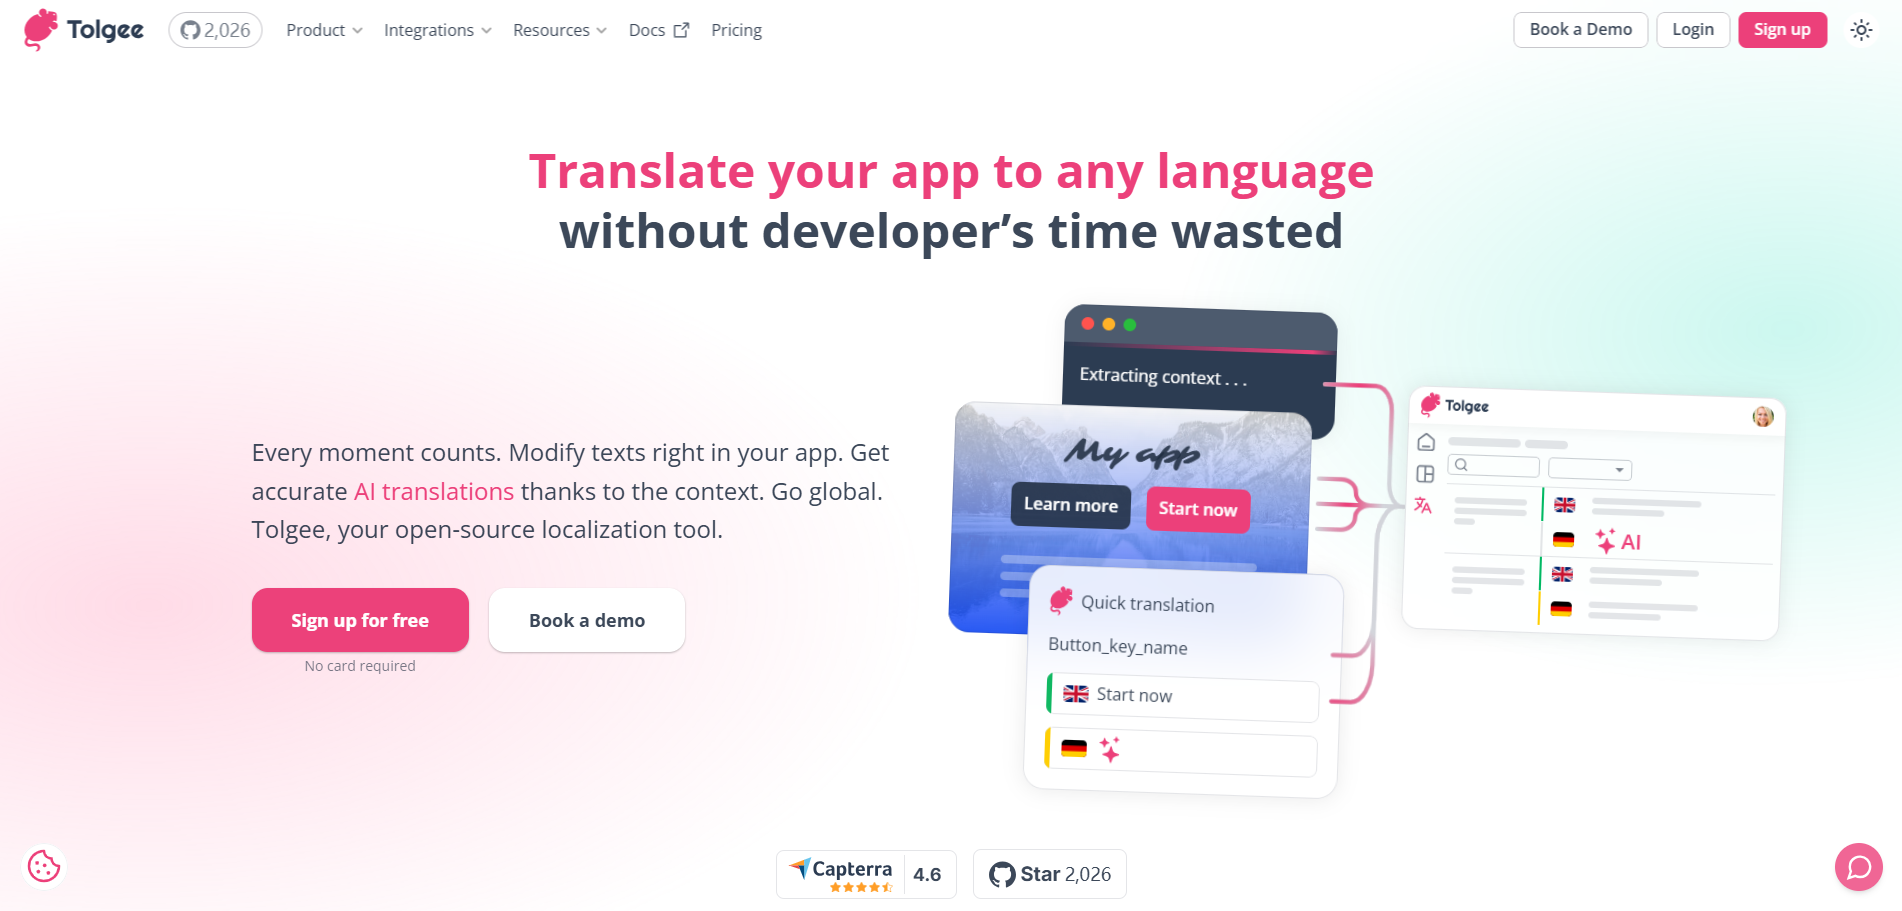 Tolgee
2,026
Product
Integrations
Resources
Docs
Pricing
Book a Demo
Login
Sign up
Translate your app to any language
without developer’s time wasted
Every moment counts. Modify texts right in your app. Get
accurate AI translations thanks to the context. Go global.
Tolgee, your open-source localization tool.
Sign up for free
Book a demo
No card required
Extracting context . . .
My app
Learn more
Start now
Quick translation
Button_key_name
Start now
Tolgee
AI
Capterra
4.6
Star 2,026